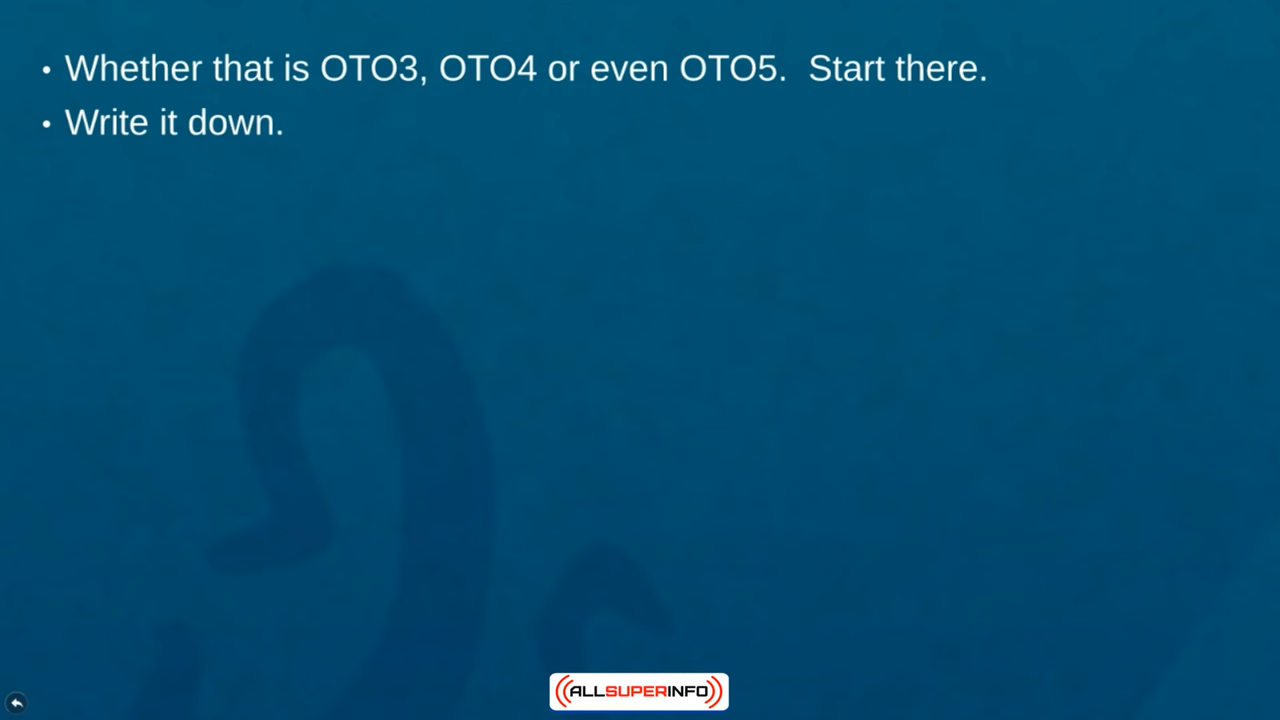 • Whether that is OTO3, OTO4 or even OTO5.  Start there.
• Write it down.
ALLSUPERINFO